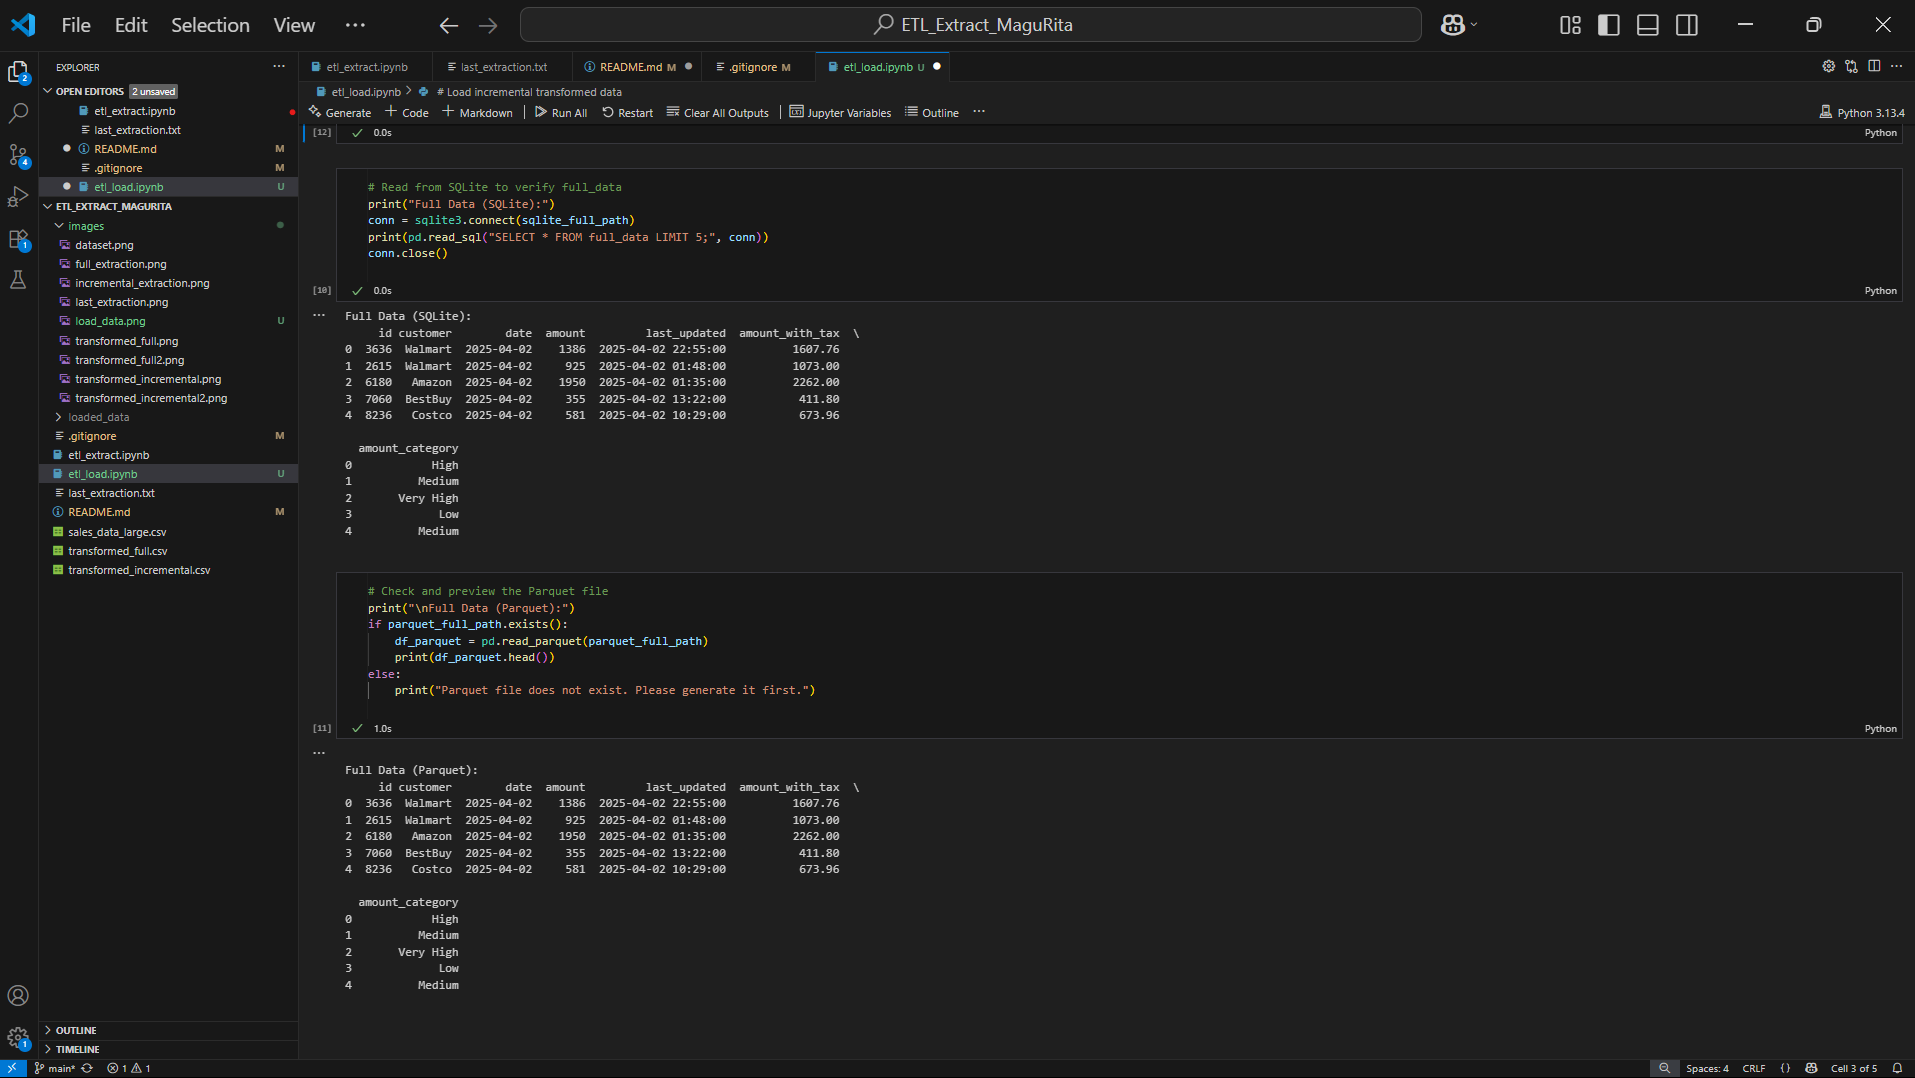 File Edit Selection View
ETL_Extract_MaguRita
EXPLORER
OPEN EDITORS 2 unsaved
etl_extract.ipynb
last_extraction.txt
README.md M
.gitignore M
etl_load.ipynb U
ETL_EXTRACT_MAGURITA
images
dataset.png
full_extraction.png
incremental_extraction.png
last_extraction.png
load_data.png U
transformed_full.png
transformed_full2.png
transformed_incremental.png
transformed_incremental2.png
loaded_data
.gitignore M
etl_extract.ipynb
etl_load.ipynb U
last_extraction.txt
README.md M
sales_data_large.csv
transformed_full.csv
transformed_incremental.csv
OUTLINE
TIMELINE
2
4
1
1
etl_extract.ipynb last_extraction.txt README.md M .gitignore M etl_load.ipynb U
etl_load.ipynb > # Load incremental transformed data
Generate + Code + Markdown Run All Restart Clear All Outputs Jupyter Variables Outline Python 3.13.4
[12] 0.0s Python
# Read from SQLite to verify full_data
print("Full Data (SQLite):")
conn = sqlite3.connect(sqlite_full_path)
print(pd.read_sql("SELECT * FROM full_data LIMIT 5;", conn))
conn.close()
[10] 0.0s Python
Full Data (SQLite):
id customer date amount last_updated amount_with_tax \
0 3636 Walmart 2025-04-02 1386 2025-04-02 22:55:00 1607.76
1 2615 Walmart 2025-04-02 925 2025-04-02 01:48:00 1073.00
2 6180 Amazon 2025-04-02 1950 2025-04-02 01:35:00 2262.00
3 7060 BestBuy 2025-04-02 355 2025-04-02 13:22:00 411.80
4 8236 Costco 2025-04-02 581 2025-04-02 10:29:00 673.96
amount_category
0 High
1 Medium
2 Very High
3 Low
4 Medium
# Check and preview the Parquet file
print("\nFull Data (Parquet):")
if parquet_full_path.exists():
df_parquet = pd.read_parquet(parquet_full_path)
print(df_parquet.head())
else:
print("Parquet file does not exist. Please generate it first.")
[11] 1.0s Python
Full Data (Parquet):
id customer date amount last_updated amount_with_tax \
0 3636 Walmart 2025-04-02 1386 2025-04-02 22:55:00 1607.76
1 2615 Walmart 2025-04-02 925 2025-04-02 01:48:00 1073.00
2 6180 Amazon 2025-04-02 1950 2025-04-02 01:35:00 2262.00
3 7060 BestBuy 2025-04-02 355 2025-04-02 13:22:00 411.80
4 8236 Costco 2025-04-02 581 2025-04-02 10:29:00 673.96
amount_category
0 High
1 Medium
2 Very High
3 Low
4 Medium
main* 1 1 Spaces: 4 CRLF {} Cell 3 of 5